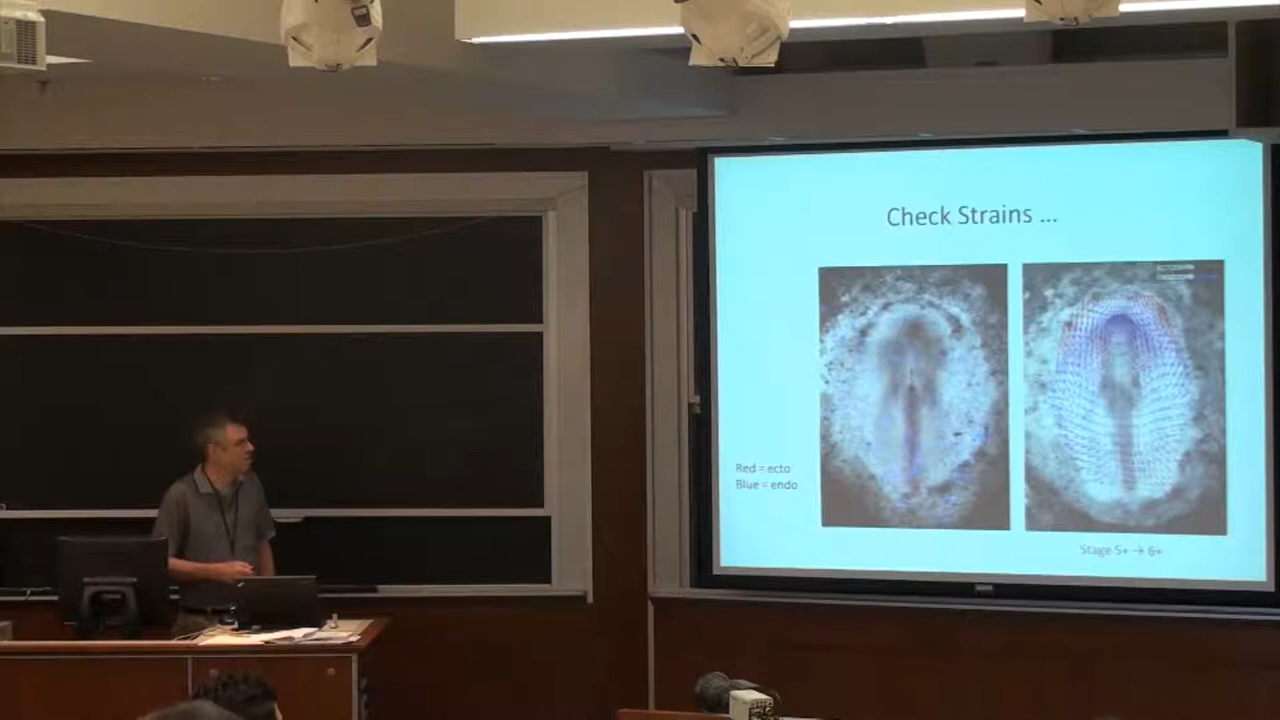 Check Strains ...
Red = ecto
Blue = endo
Stage 5+ → 6+